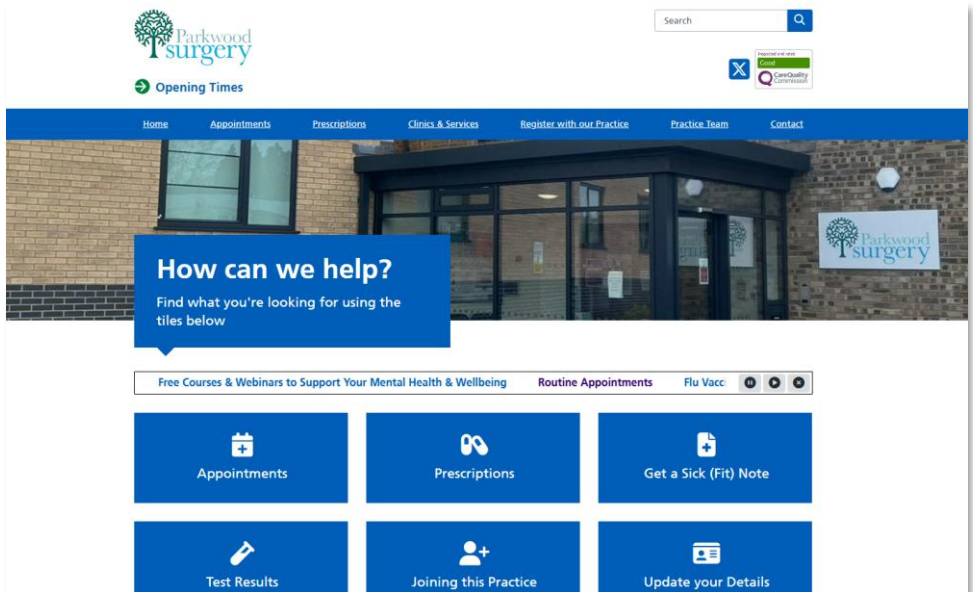 Parkwood
surgery
Search
Inspected and rated
Good
CareQuality
Commission
Opening Times
Home Appointments Prescriptions Clinics & Services Register with our Practice Practice Team Contact
Parkwood
surgery
How can we help?
Find what you're looking for using the
tiles below
Free Courses & Webinars to Support Your Mental Health & Wellbeing Routine Appointments Flu Vacc
Appointments Prescriptions Get a Sick (Fit) Note
Test Results Joining this Practice Update your Details